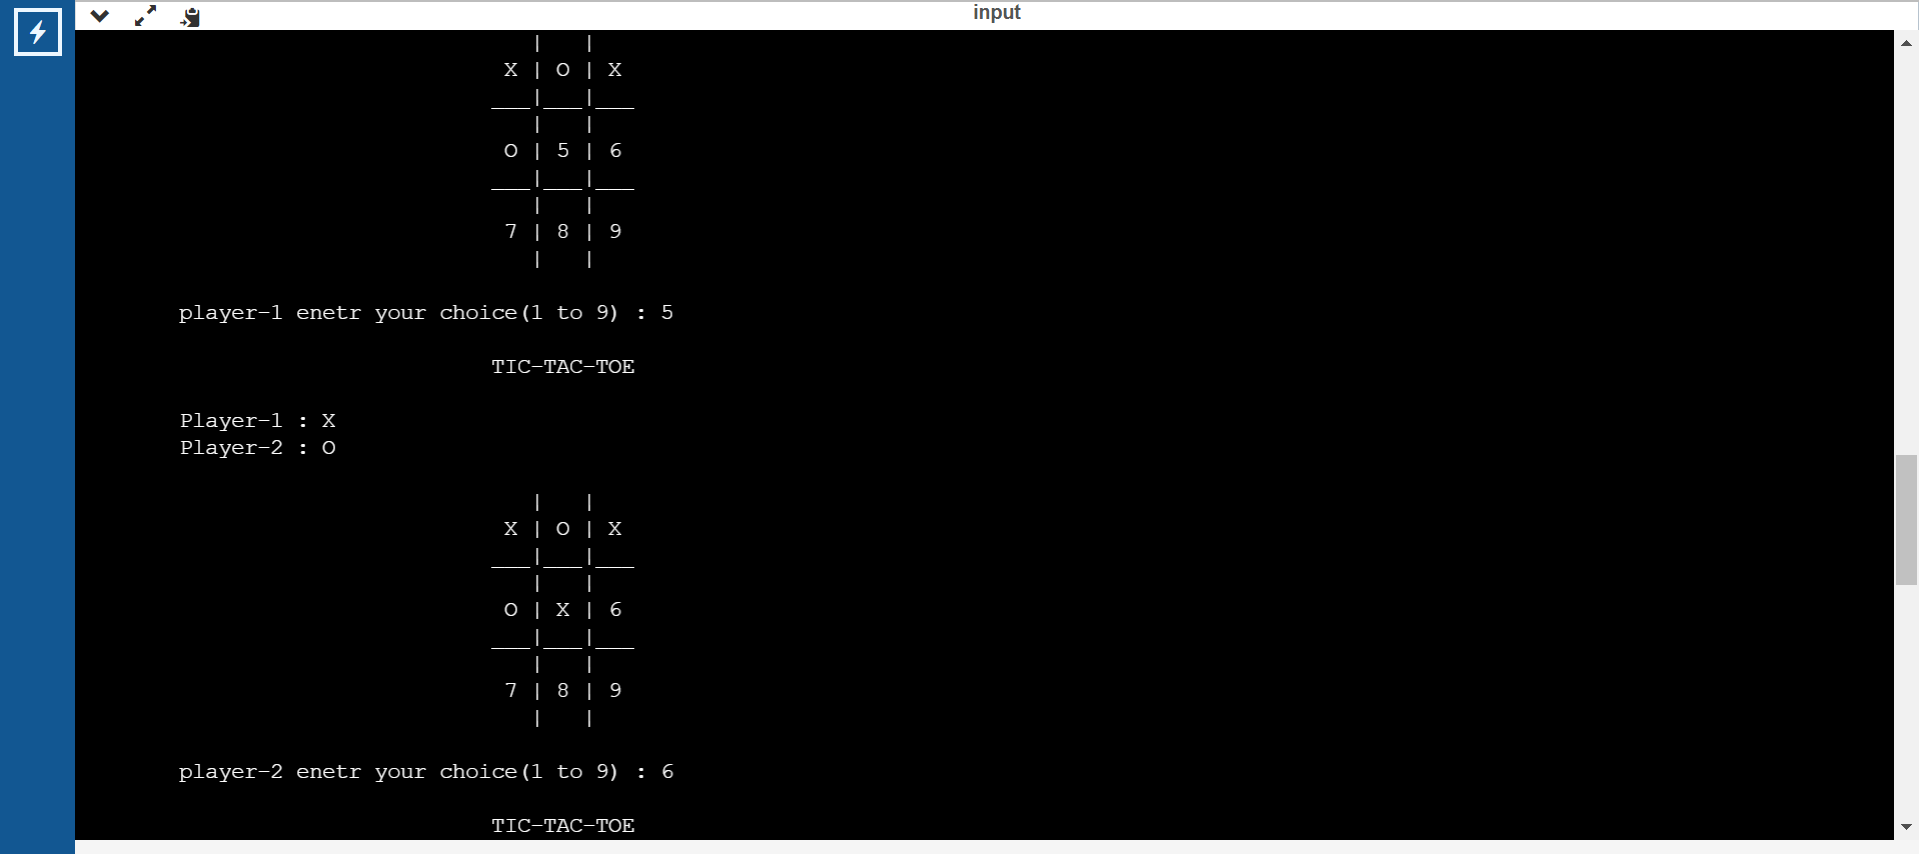 input
| |
X | O | X
___|___|___
| |
O | 5 | 6
___|___|___
| |
7 | 8 | 9
| |
player-1 enetr your choice(1 to 9) : 5
TIC-TAC-TOE
Player-1 : X
Player-2 : O
| |
X | O | X
___|___|___
| |
O | X | 6
___|___|___
| |
7 | 8 | 9
| |
player-2 enetr your choice(1 to 9) : 6
TIC-TAC-TOE